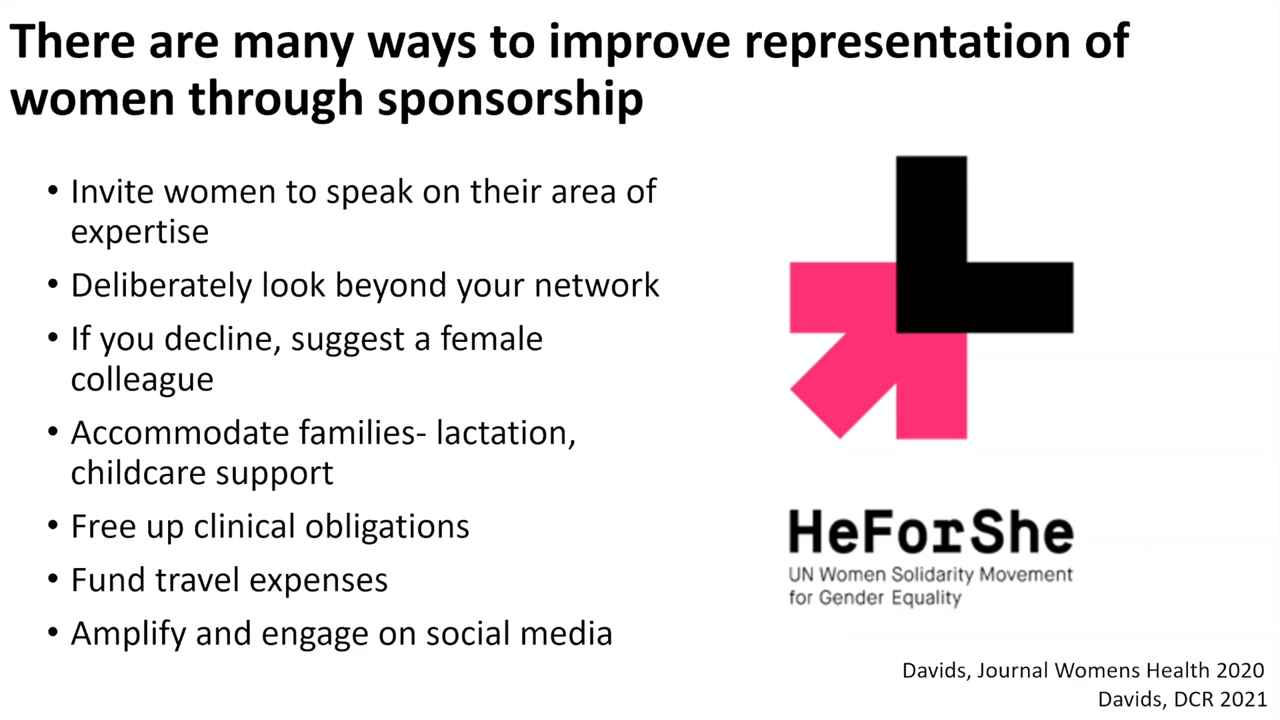 There are many ways to improve representation of
women through sponsorship
• Invite women to speak on their area of
expertise
• Deliberately look beyond your network
• If you decline, suggest a female
colleague
• Accommodate families- lactation,
childcare support
• Free up clinical obligations
• Fund travel expenses
• Amplify and engage on social media
HeForShe
UN Women Solidarity Movement
for Gender Equality
Davids, Journal Womens Health 2020
Davids, DCR 2021